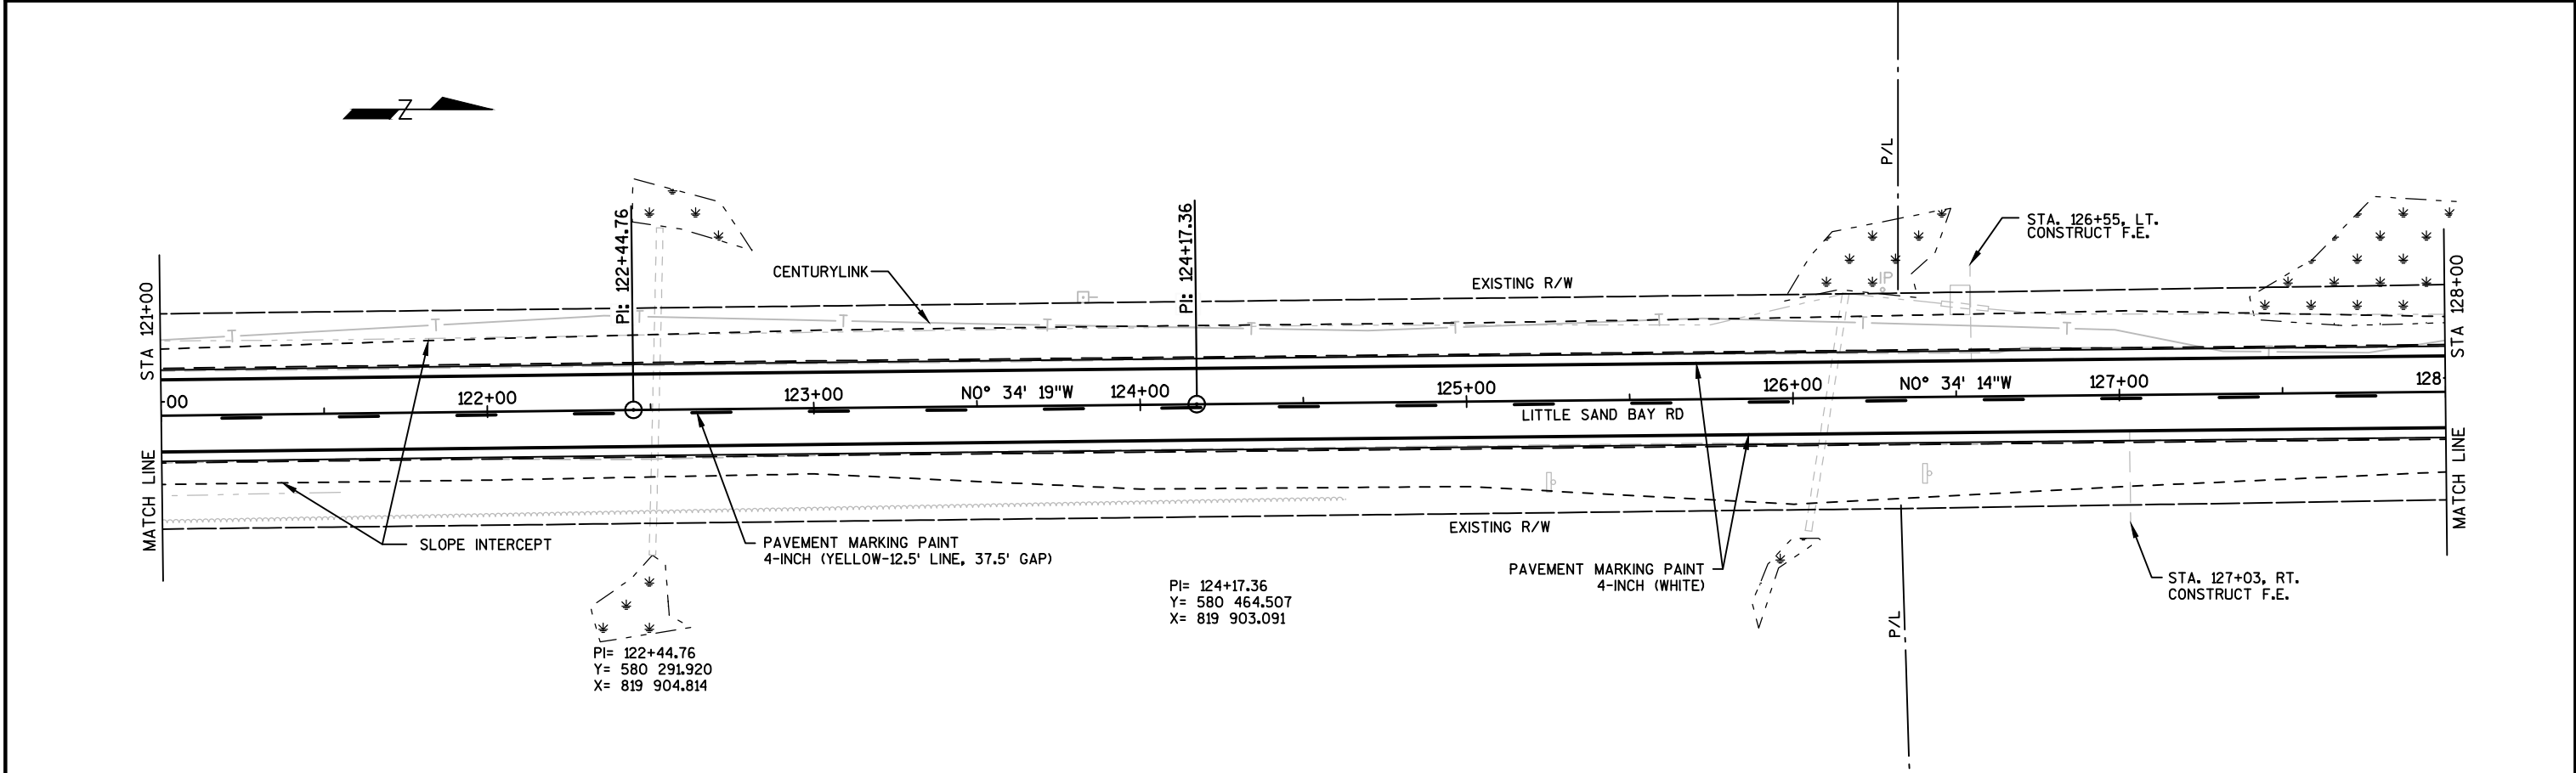 Z
P/L
STA. 126+55, LT.
CONSTRUCT F.E.
PI: 122+44.76
PI: 124+17.36
CENTURYLINK
EXISTING R/W
IP
STA 121+00
STA 128+00
T T T T T T T T T T T
00
122+00
123+00
N0° 34' 19"W
124+00
125+00
126+00
N0° 34' 14"W
127+00
128
LITTLE SAND BAY RD
MATCH LINE
MATCH LINE
EXISTING R/W
SLOPE INTERCEPT
PAVEMENT MARKING PAINT
4-INCH (YELLOW-12.5' LINE, 37.5' GAP)
PAVEMENT MARKING PAINT
4-INCH (WHITE)
STA. 127+03, RT.
CONSTRUCT F.E.
PI= 124+17.36
Y= 580 464.507
X= 819 903.091
P/L
PI= 122+44.76
Y= 580 291.920
X= 819 904.814